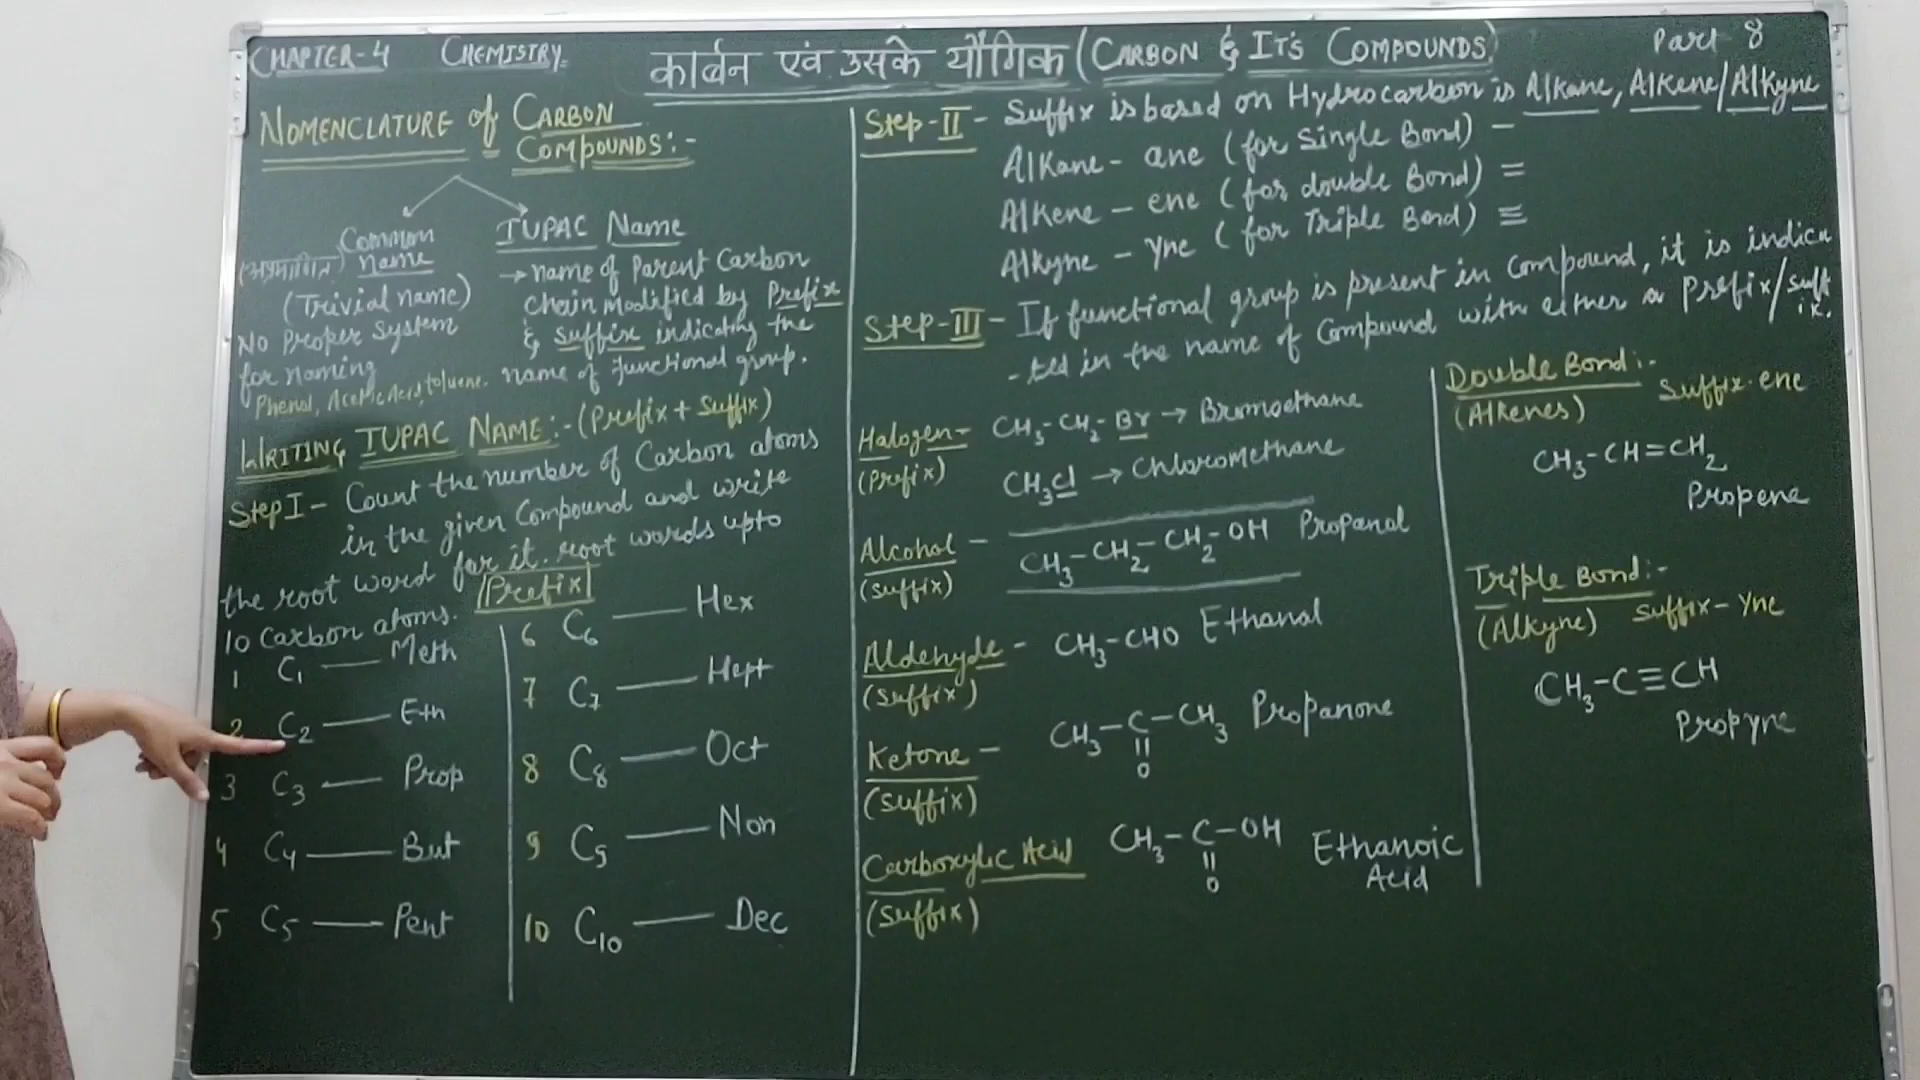 CHAPTER-4 CHEMISTRY
कार्बन एवं उसके यौगिक (CARBON & IT'S COMPOUNDS)
Part 8
NOMENCLATURE of CARBON
COMPOUNDS:-
Common
name
(Trivial name)
No Proper System
for naming
Phenol, Acetic Acid, toluene.
IUPAC Name
→ name of Parent Carbon
Chain modified by Prefix
& suffix indicating the
name of functional group.
WRITING IUPAC NAME:- (Prefix + Suffix)
Step I - Count the number of Carbon atoms
in the given Compound and write
the root word for it. root words upto
10 Carbon atoms.
Prefix
1 C₁ — Meth
2 C₂ — Eth
3 C₃ — Prop
4 C₄ — But
5 C₅ — Pent
6 C₆ — Hex
7 C₇ — Hept
8 C₈ — Oct
9 C₉ — Non
10 C₁₀ — Dec
Step-II - Suffix is based on Hydrocarbon is Alkane, Alkene/Alkyne
Alkane - ane (for Single Bond) −
Alkene - ene (for double Bond) =
Alkyne - Yne (for Triple Bond) ≡
Step-III - If functional group is present in Compound, it is indica
-ted in the name of Compound with either a Prefix/suff
ix.
Halogen- CH₃-CH₂-Br → Bromoethane
(Prefix) CH₃Cl → Chloromethane
Alcohol - CH₃-CH₂-CH₂-OH Propanol
(suffix)
Aldehyde - CH₃-CHO Ethanal
(suffix)
Ketone - CH₃-C-CH₃ Propanone
||
O
(suffix)
Carboxylic Acid CH₃-C-OH Ethanoic
|| Acid
O
(suffix)
Double Bond:-
(Alkenes) Suffix-ene
CH₃-CH=CH₂
Propene
Triple Bond:-
(Alkyne) suffix- Yne
CH₃-C≡CH
Propyne